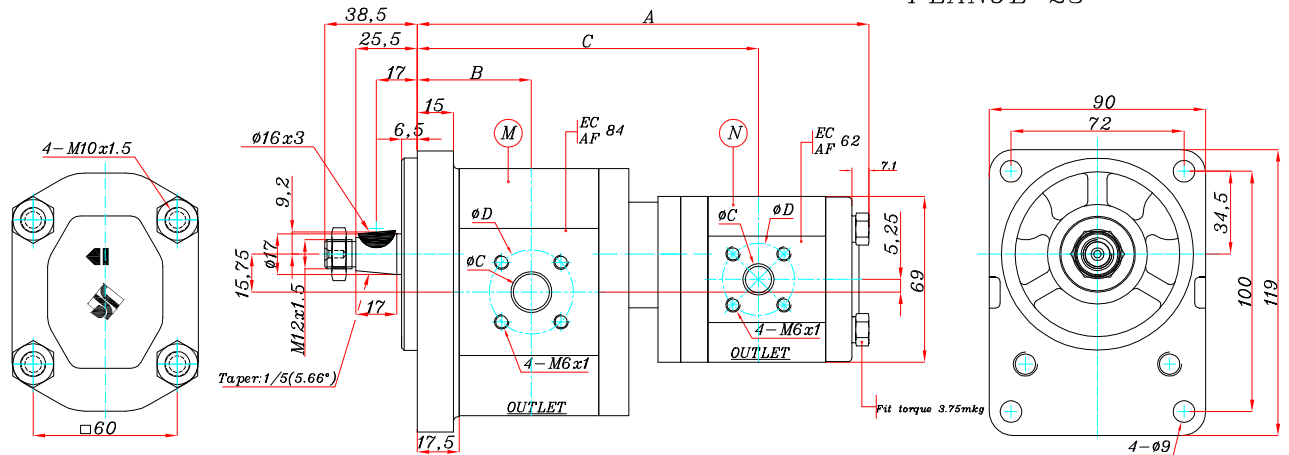 38,5
A
25,5
C
17
B
15
6,5
ø16x3
M
EC
AF 84
N
EC
AF 62
7.1
90
72
4-M10x1.5
9,2
ø17
15,75
M12x1.5
17
Taper:1/5(5.66°)
øD
øC
4-M6x1
OUTLET
17,5
øC
øD
4-M6x1
OUTLET
5,25
69
Fit torque 3.75mkg
34,5
100
119
4-ø9
□60